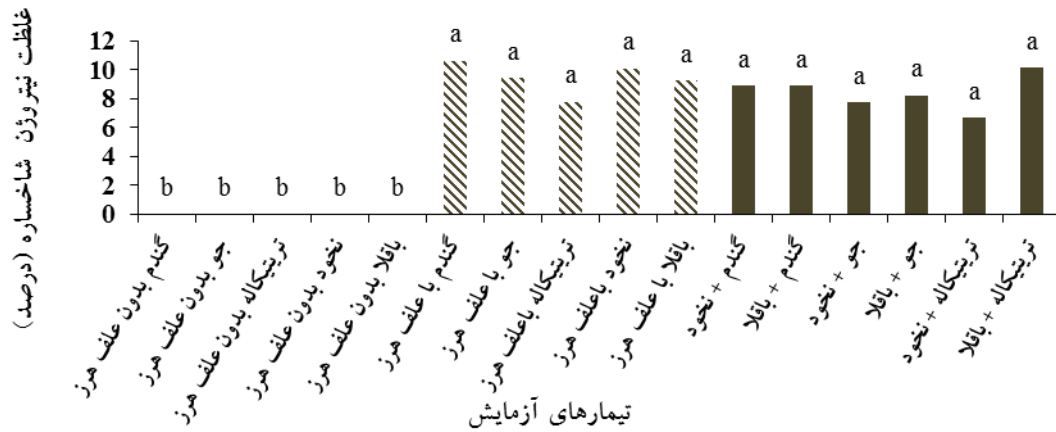 غلظت نیتروژن شاخساره (درصد)
12
10
8
6
4
2
0
b
b
b
b
b
a
a
a
a
a
a
a
a
a
a
a
گندم بدون علف هرز
جو بدون علف هرز
تریتیکاله بدون علف هرز
نخود بدون علف هرز
باقلا بدون علف هرز
گندم با علف هرز
جو با علف هرز
تریتیکاله باعلف هرز
نخود باعلف هرز
باقلا با علف هرز
گندم + نخود
گندم + باقلا
جو + نخود
جو + باقلا
تریتیکاله + نخود
تریتیکاله + باقلا
تیمارهای آزمایش